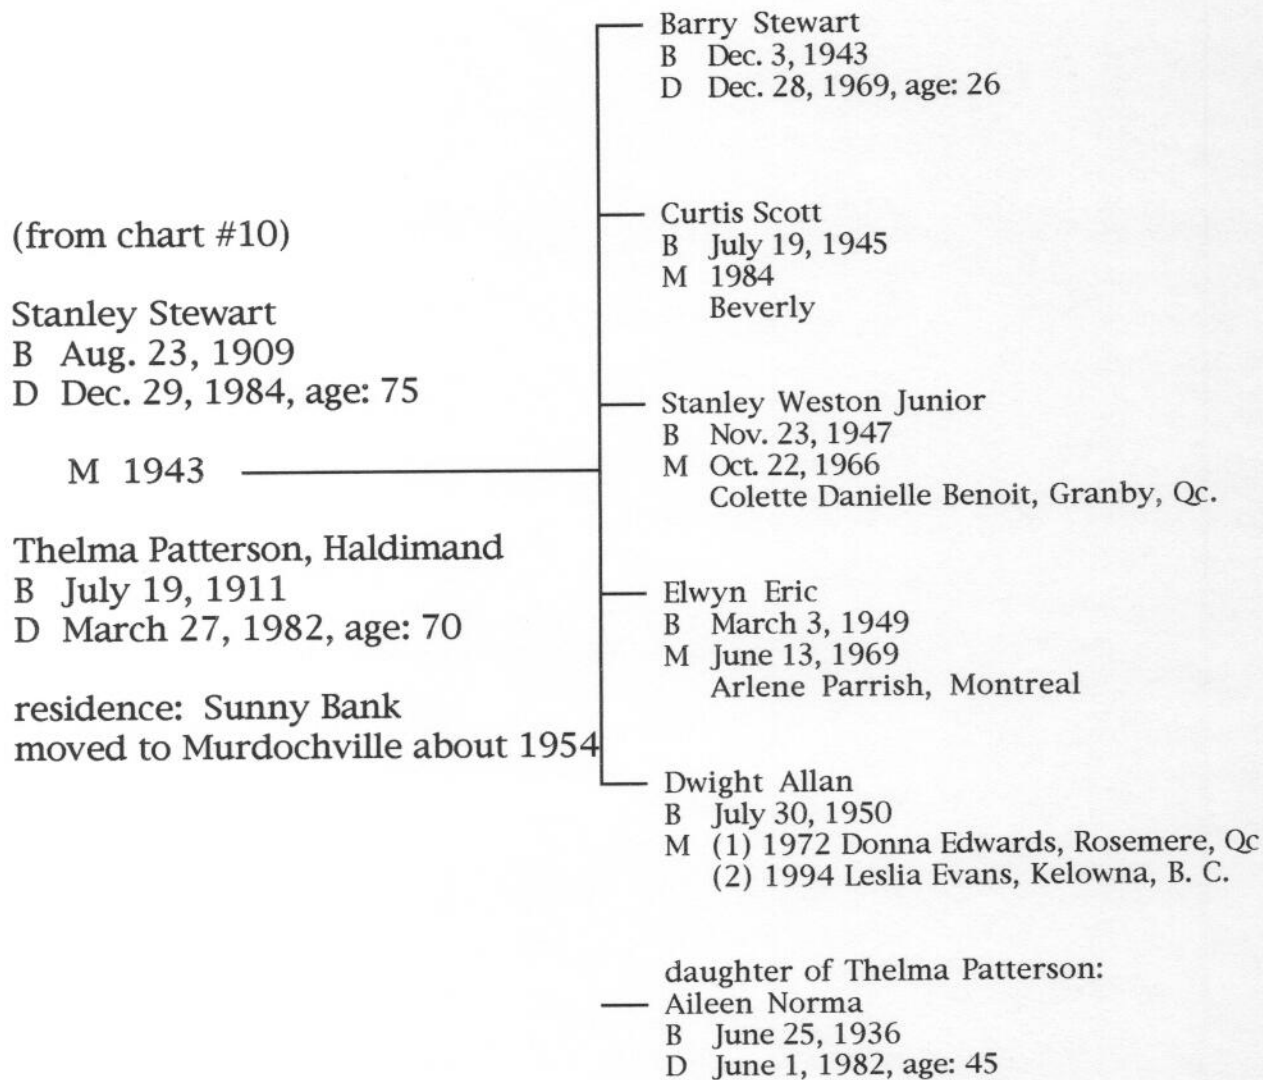 (from chart #10)
Stanley Stewart
B Aug. 23, 1909
D Dec. 29, 1984, age: 75
M 1943
Thelma Patterson, Haldimand
B July 19, 1911
D March 27, 1982, age: 70
residence: Sunny Bank
moved to Murdochville about 1954
Barry Stewart
B Dec. 3, 1943
D Dec. 28, 1969, age: 26
Curtis Scott
B July 19, 1945
M 1984
Beverly
Stanley Weston Junior
B Nov. 23, 1947
M Oct. 22, 1966
Colette Danielle Benoit, Granby, Qc.
Elwyn Eric
B March 3, 1949
M June 13, 1969
Arlene Parrish, Montreal
Dwight Allan
B July 30, 1950
M (1) 1972 Donna Edwards, Rosemere, Qc
(2) 1994 Leslia Evans, Kelowna, B. C.
daughter of Thelma Patterson:
Aileen Norma
B June 25, 1936
D June 1, 1982, age: 45